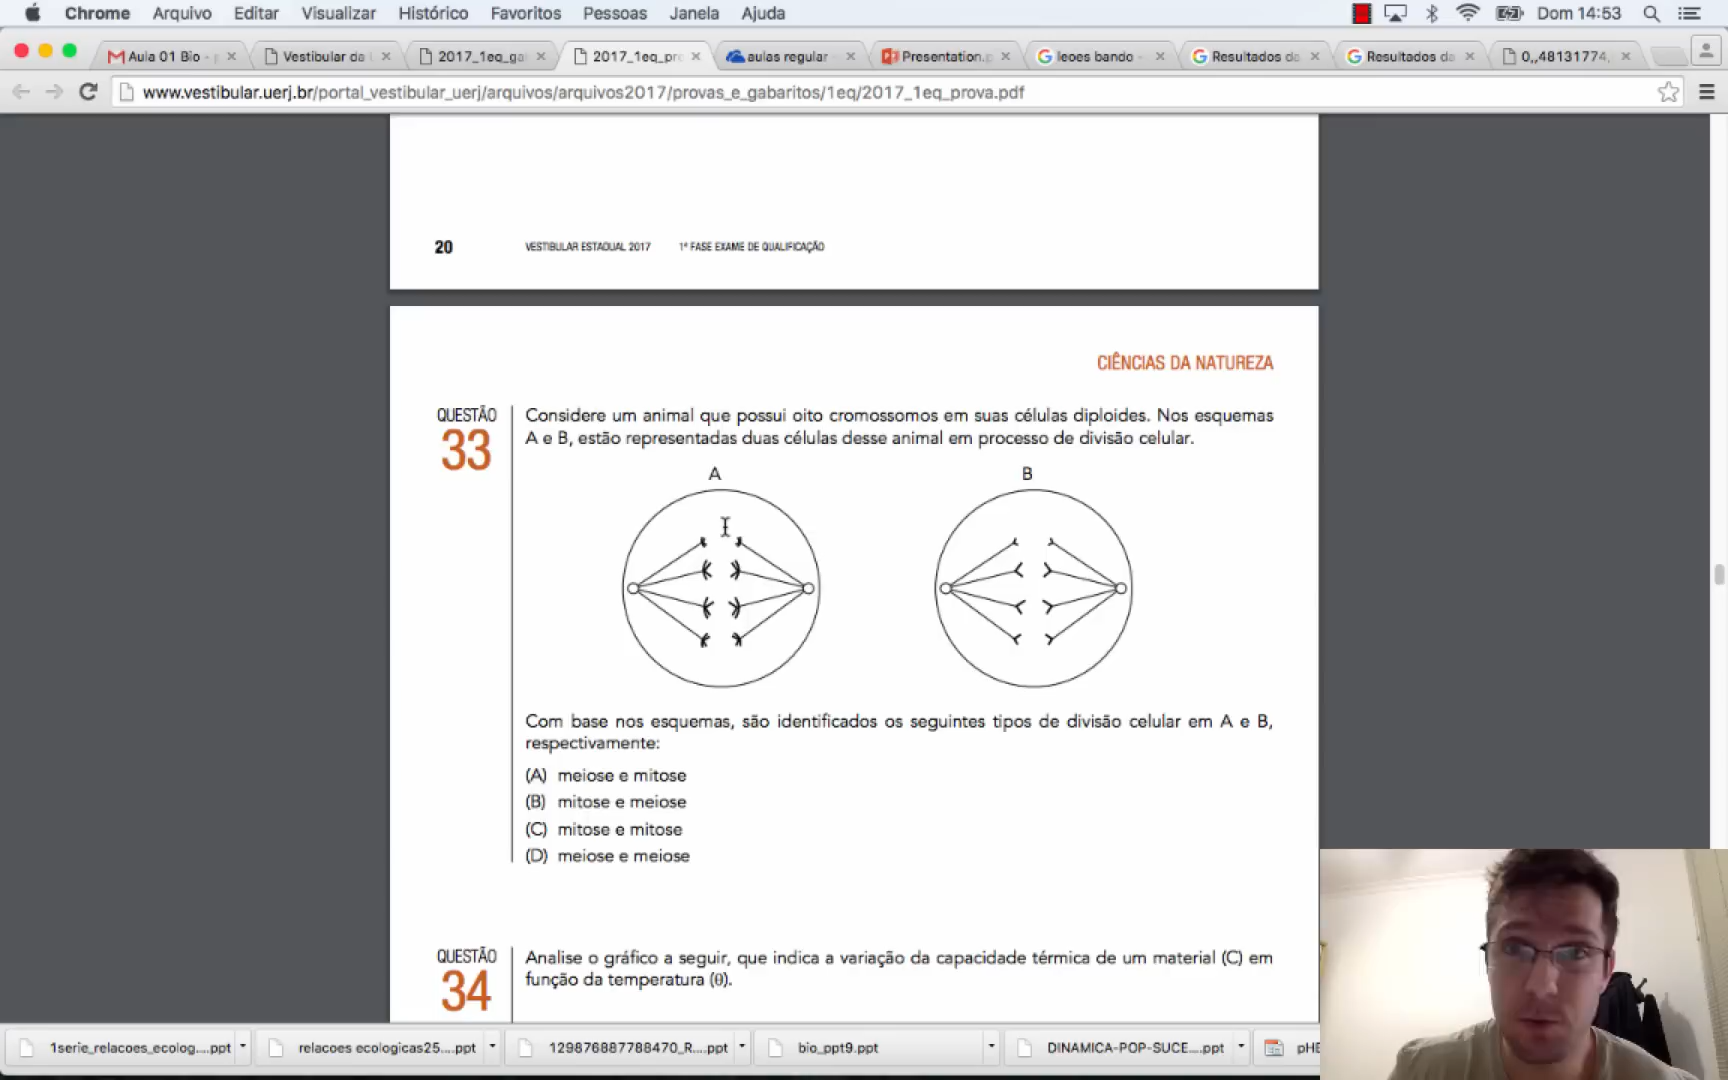 Chrome Arquivo Editar Visualizar Histórico Favoritos Pessoas Janela Ajuda Dom 14:53
Aula 01 Bio - Vestibular da 2017_1eq_ga 2017_1eq_pro aulas regular Presentation. leoes bando - Resultados da Resultados da 0,,48131774,
www.vestibular.uerj.br/portal_vestibular_uerj/arquivos/arquivos2017/provas_e_gabaritos/1eq/2017_1eq_prova.pdf
20 VESTIBULAR ESTADUAL 2017 1ª FASE EXAME DE QUALIFICAÇÃO
CIÊNCIAS DA NATUREZA
QUESTÃO
33
Considere um animal que possui oito cromossomos em suas células diploides. Nos esquemas
A e B, estão representadas duas células desse animal em processo de divisão celular.
A B
Com base nos esquemas, são identificados os seguintes tipos de divisão celular em A e B,
respectivamente:
(A) meiose e mitose
(B) mitose e meiose
(C) mitose e mitose
(D) meiose e meiose
QUESTÃO
34
Analise o gráfico a seguir, que indica a variação da capacidade térmica de um material (C) em
função da temperatura (θ).
1serie_relacoes_ecolog....ppt relacoes ecologicas25....ppt 129876887788470_R....ppt bio_ppt9.ppt DINAMICA-POP-SUCE....ppt